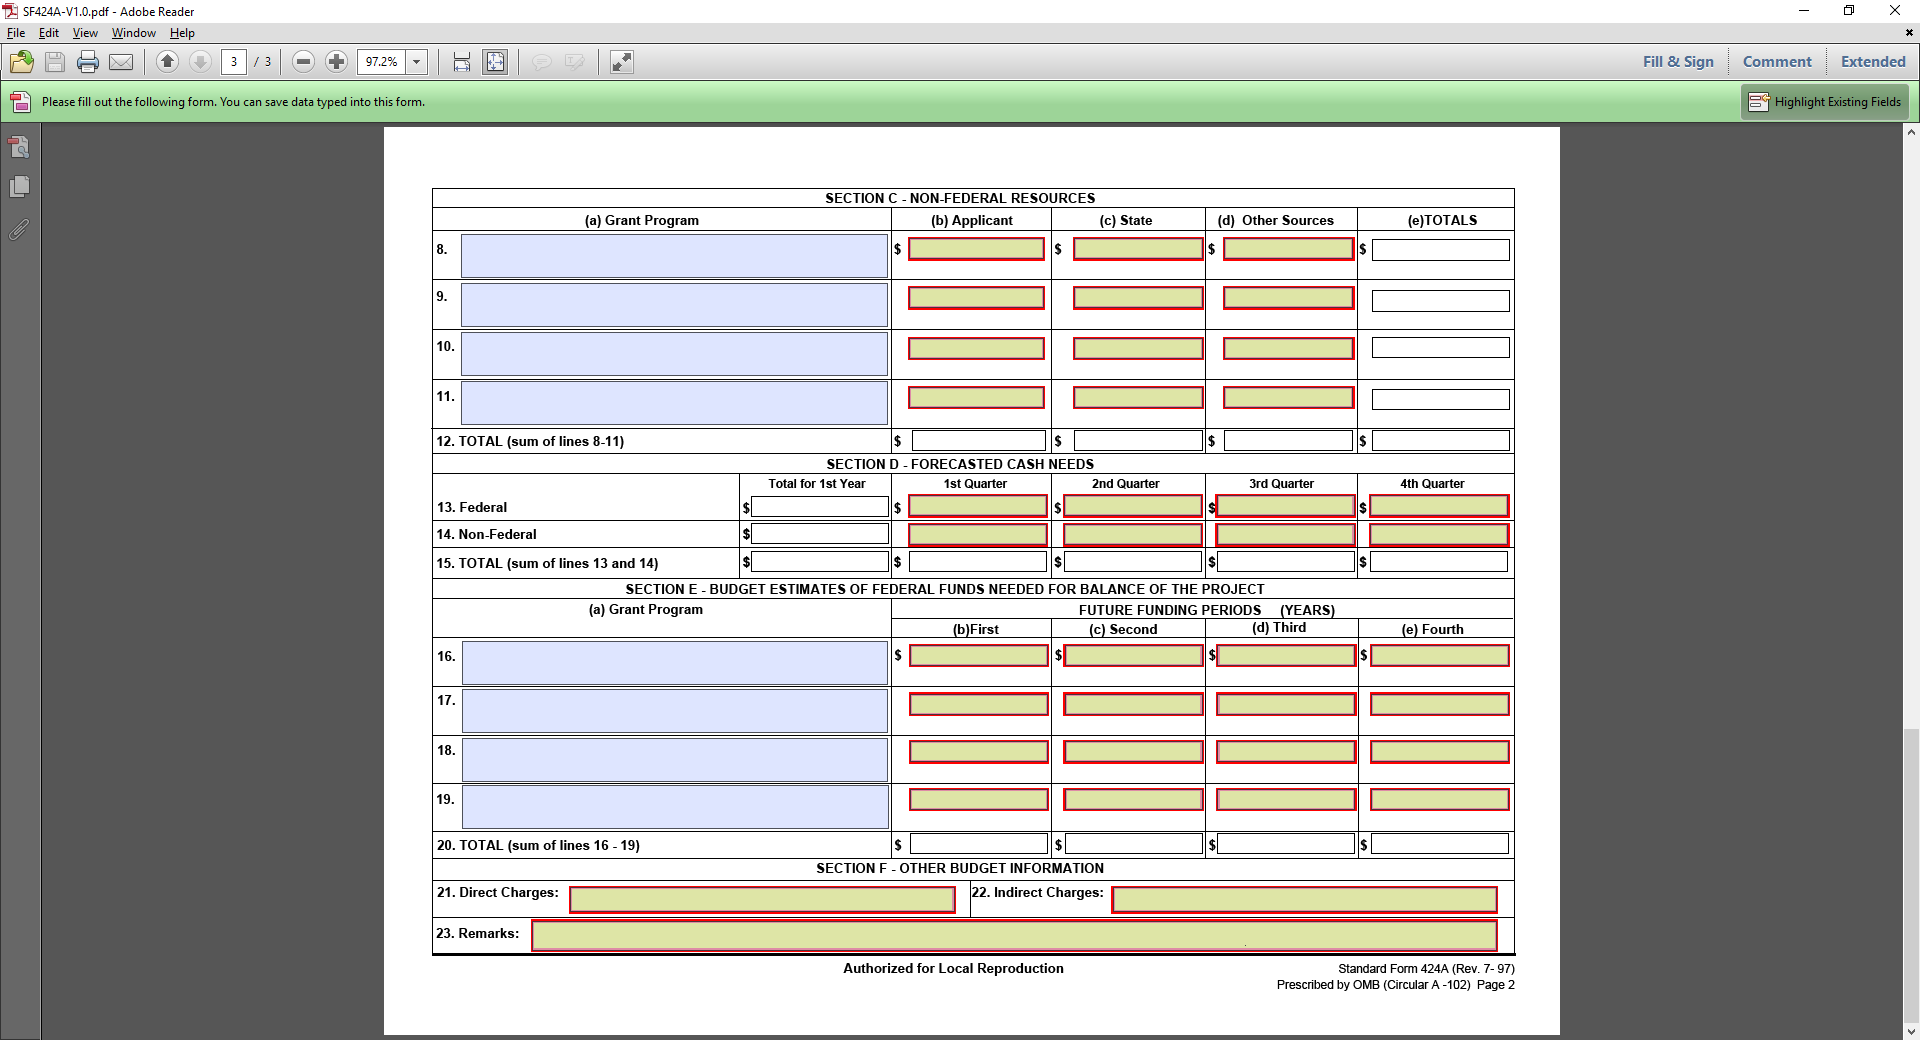 SF424A-V1.0.pdf - Adobe Reader
File Edit View Window Help
3 / 3 97.2% Fill & Sign Comment Extended
Please fill out the following form. You can save data typed into this form. Highlight Existing Fields
SECTION C - NON-FEDERAL RESOURCES
(a) Grant Program (b) Applicant (c) State (d) Other Sources (e)TOTALS
8. $ $ $ $
9.
10.
11.
12. TOTAL (sum of lines 8-11) $ $ $ $
SECTION D - FORECASTED CASH NEEDS
Total for 1st Year 1st Quarter 2nd Quarter 3rd Quarter 4th Quarter
13. Federal $ $ $ $ $
14. Non-Federal $
15. TOTAL (sum of lines 13 and 14) $ $ $ $ $
SECTION E - BUDGET ESTIMATES OF FEDERAL FUNDS NEEDED FOR BALANCE OF THE PROJECT
(a) Grant Program FUTURE FUNDING PERIODS (YEARS)
(b)First (c) Second (d) Third (e) Fourth
16. $ $ $ $
17.
18.
19.
20. TOTAL (sum of lines 16 - 19) $ $ $ $
SECTION F - OTHER BUDGET INFORMATION
21. Direct Charges: 22. Indirect Charges:
23. Remarks:
Authorized for Local Reproduction Standard Form 424A (Rev. 7- 97)
Prescribed by OMB (Circular A -102) Page 2